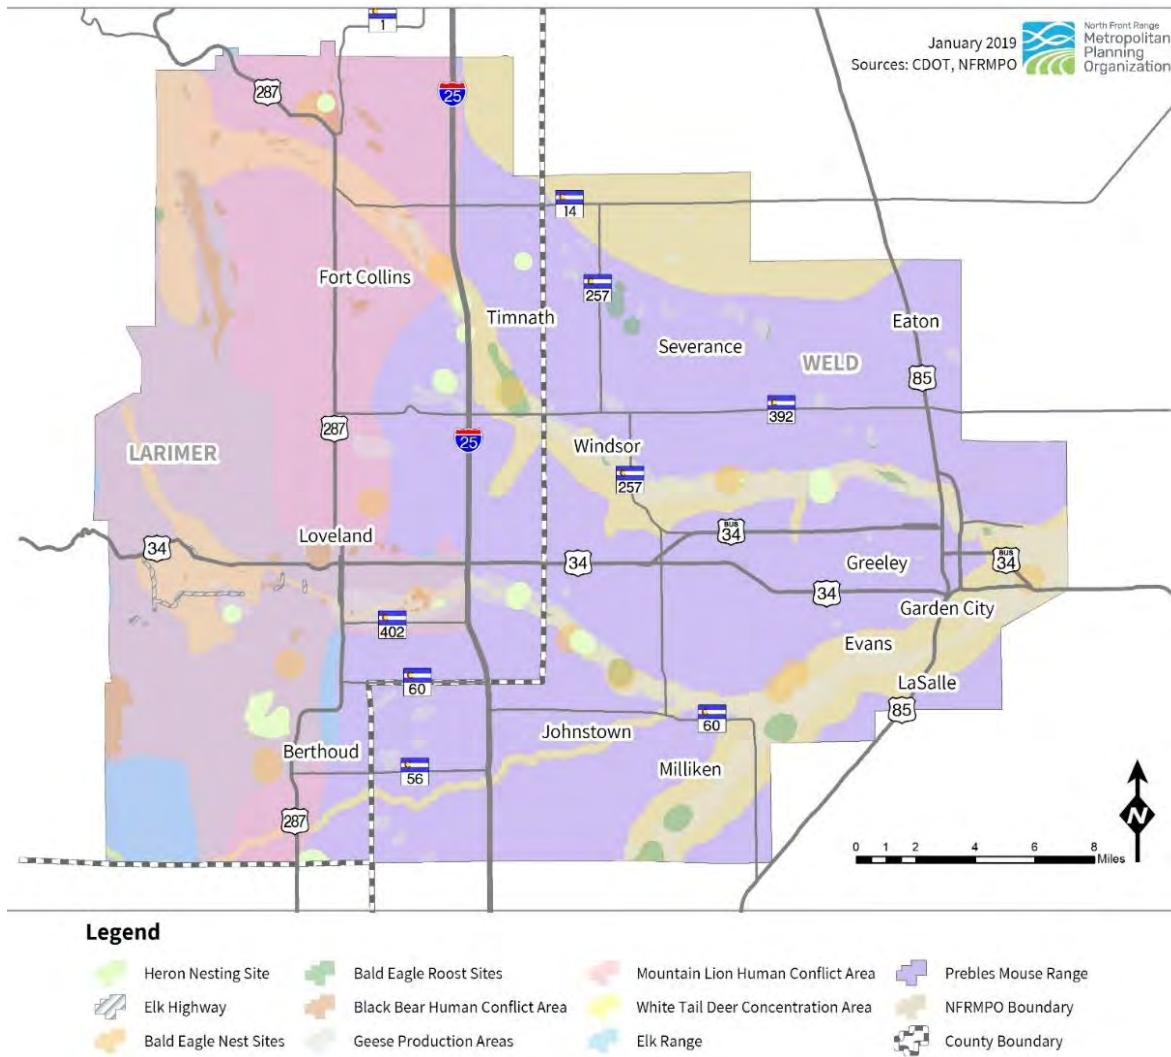 1
January 2019
Sources: CDOT, NFRMPO
North Front Range
Metropolitan
Planning
Organization
287
25
14
Fort Collins
257
Timnath
Severance
Eaton
WELD
85
392
287
25
LARIMER
Windsor
257
Loveland
34
34
BUS
34
BUS
34
Greeley
34
Garden City
402
Evans
60
LaSalle
85
60
Johnstown
Berthoud
56
Milliken
287
N
0 1 2 4 6 8
Miles
Legend
Heron Nesting Site
Bald Eagle Roost Sites
Mountain Lion Human Conflict Area
Prebles Mouse Range
Elk Highway
Black Bear Human Conflict Area
White Tail Deer Concentration Area
NFRMPO Boundary
Bald Eagle Nest Sites
Geese Production Areas
Elk Range
County Boundary